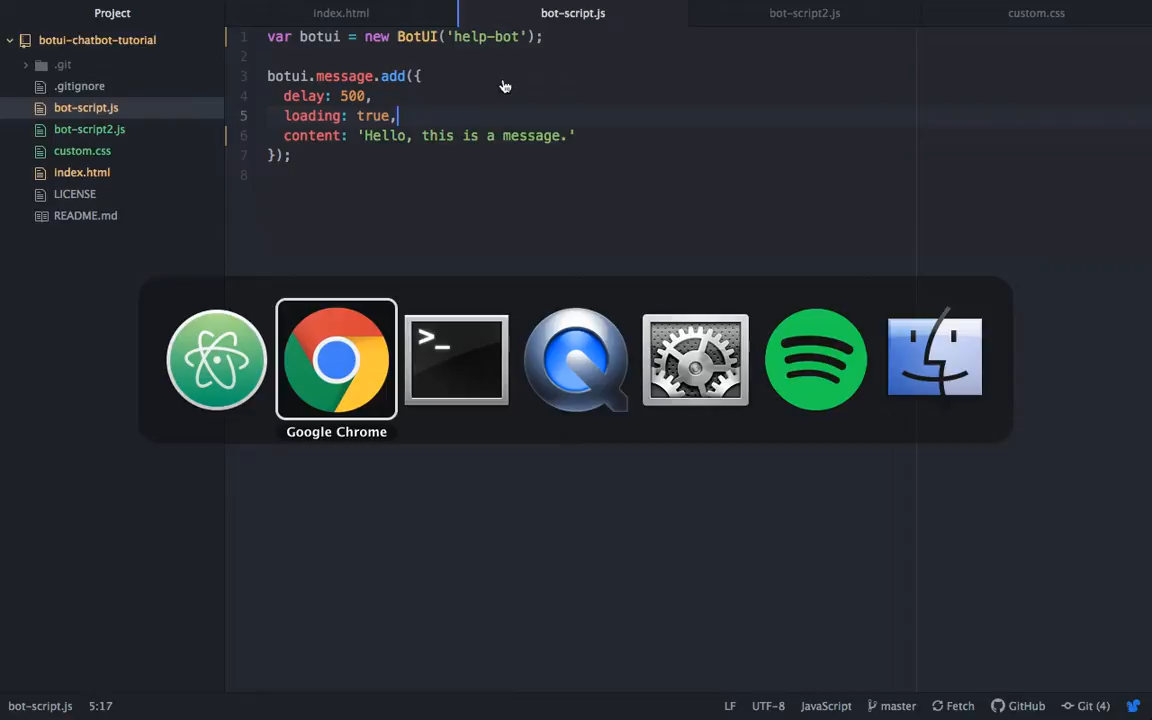 Project
index.html
bot-script.js
bot-script2.js
custom.css
botui-chatbot-tutorial
.git
.gitignore
bot-script.js
bot-script2.js
custom.css
index.html
LICENSE
README.md
1 var botui = new BotUI('help-bot');
2
3 botui.message.add({
4 delay: 500,
5 loading: true,
6 content: 'Hello, this is a message.'
7 });
8
>_
Google Chrome
bot-script.js 5:17
LF UTF-8 JavaScript master Fetch GitHub Git (4)